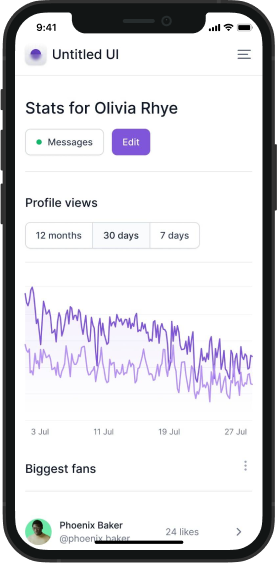 9:41
Untitled UI
Stats for Olivia Rhye
Messages Edit
Profile views
12 months 30 days 7 days
3 Jul 11 Jul 19 Jul 27 Jul
Biggest fans
Phoenix Baker
@phoenix.baker 24 likes